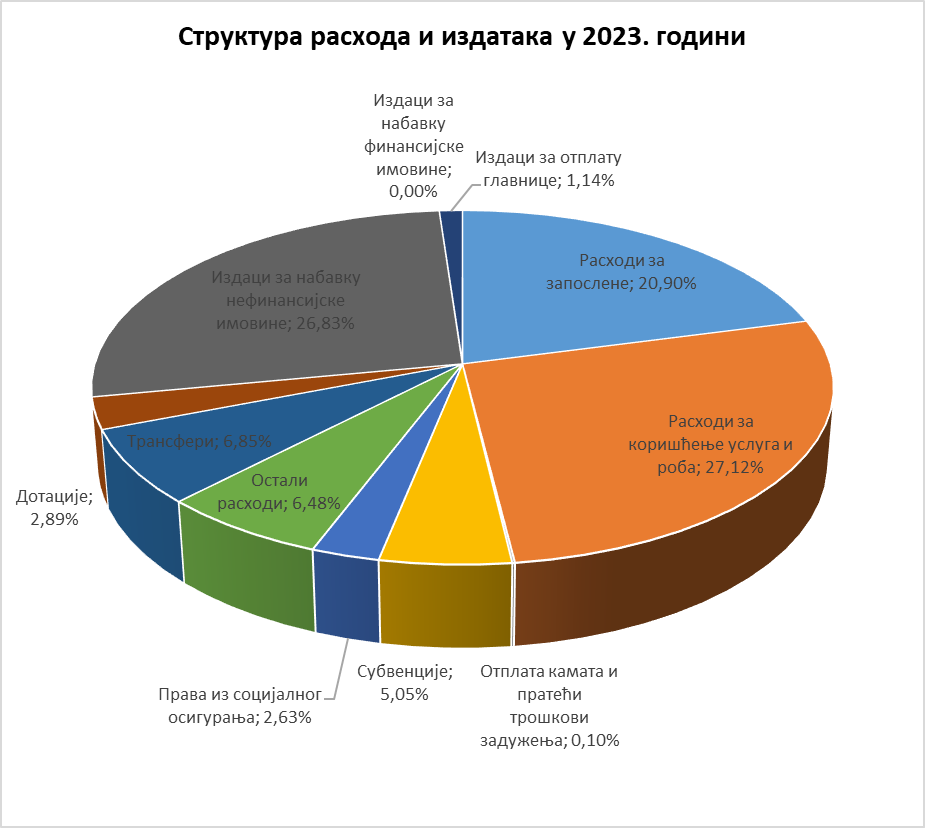 Структура расхода и издатака у 2023. години
Издаци за
набавку
финансијске
имовине;
0,00%
Издаци за отплату
главнице; 1,14%
Расходи за
запослене; 20,90%
Издаци за набавку
нефинансијске
имовине; 26,83%
Расходи за
коришћење услуга и
роба; 27,12%
Трансфери; 6,85%
Остали
расходи; 6,48%
Дотације;
2,89%
Права из социјалног
осигурања; 2,63%
Субвенције;
5,05%
Отплата камата и
пратећи
трошкови
задужења; 0,10%